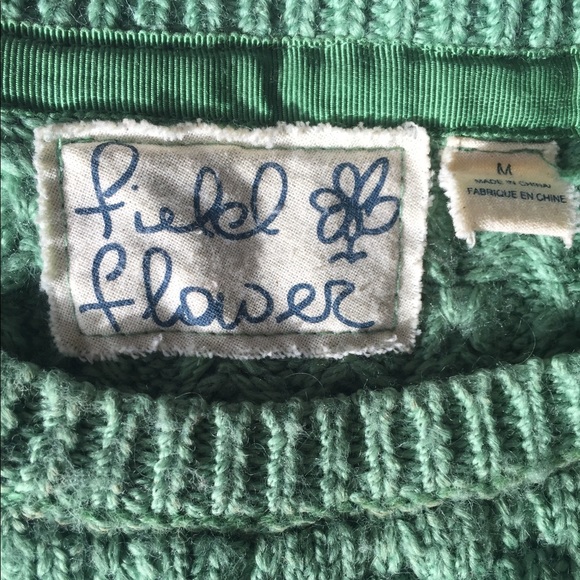 field
flower
M
MADE IN CHINA
FABRIQUE EN CHINE